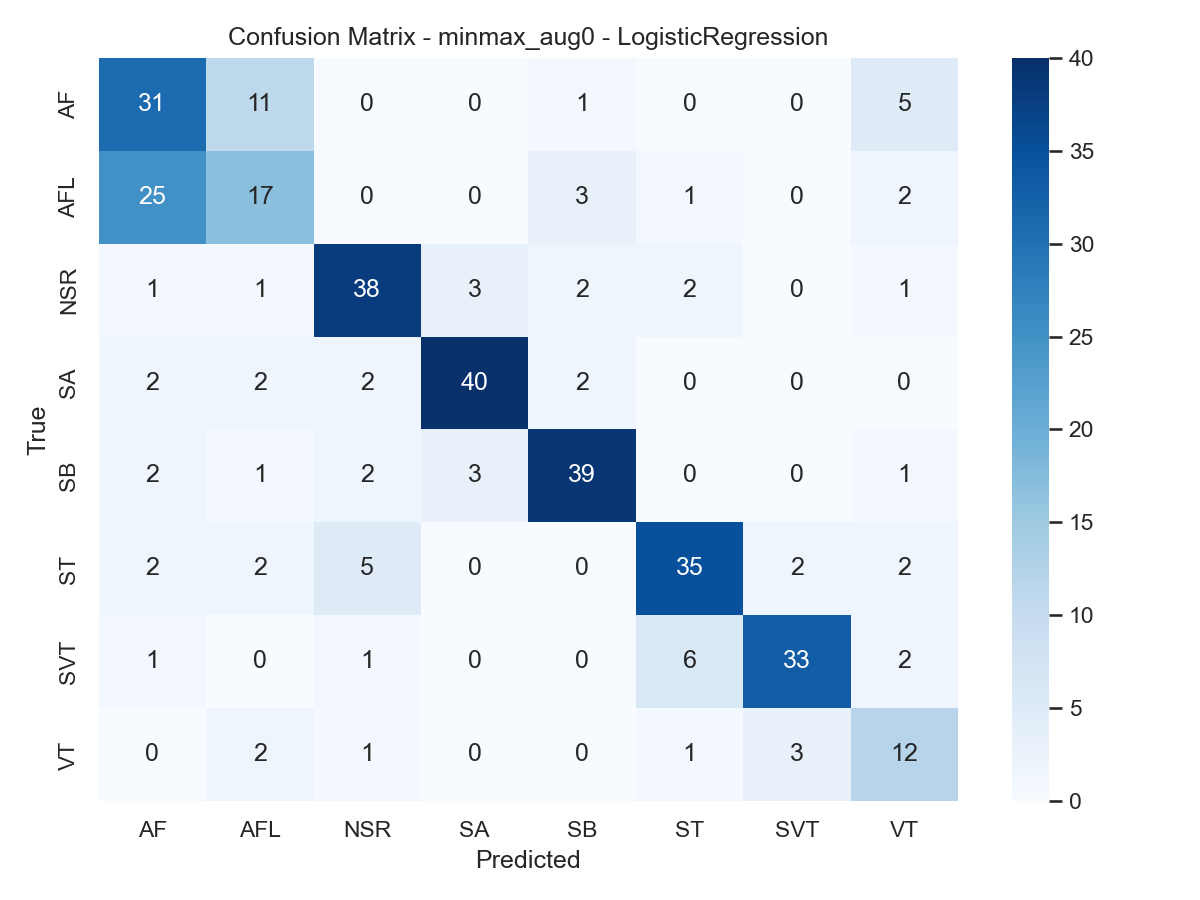 Confusion Matrix - minmax_aug0 - LogisticRegression
AF 31 11 0 0 1 0 0 5
AFL 25 17 0 0 3 1 0 2
NSR 1 1 38 3 2 2 0 1
SA 2 2 2 40 2 0 0 0
SB 2 1 2 3 39 0 0 1
ST 2 2 5 0 0 35 2 2
SVT 1 0 1 0 0 6 33 2
VT 0 2 1 0 0 1 3 12
True
AF AFL NSR SA SB ST SVT VT
Predicted
40
35
30
25
20
15
10
5
0